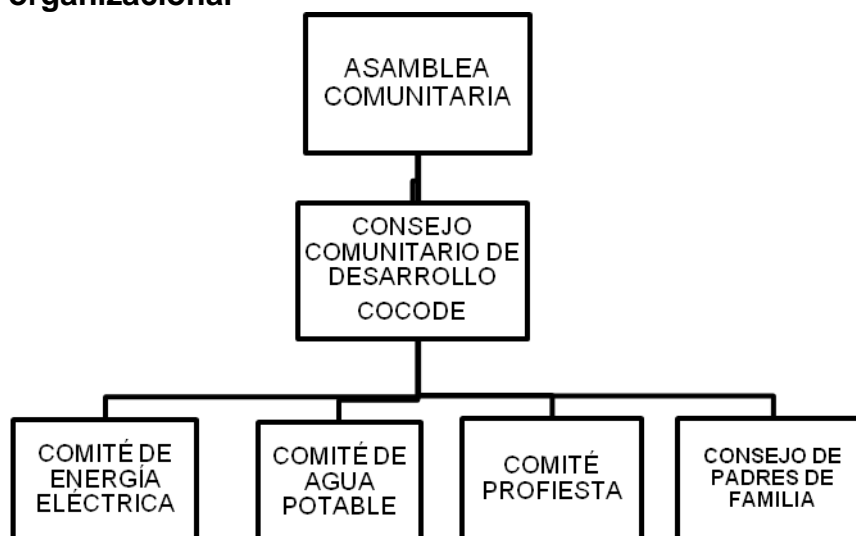 organizacional
ASAMBLEA
COMUNITARIA
CONSEJO
COMUNITARIO DE
DESARROLLO
COCODE
COMITÉ DE
ENERGÍA
ELÉCTRICA
COMITÉ DE
AGUA
POTABLE
COMITÉ
PROFIESTA
CONSEJO DE
PADRES DE
FAMILIA